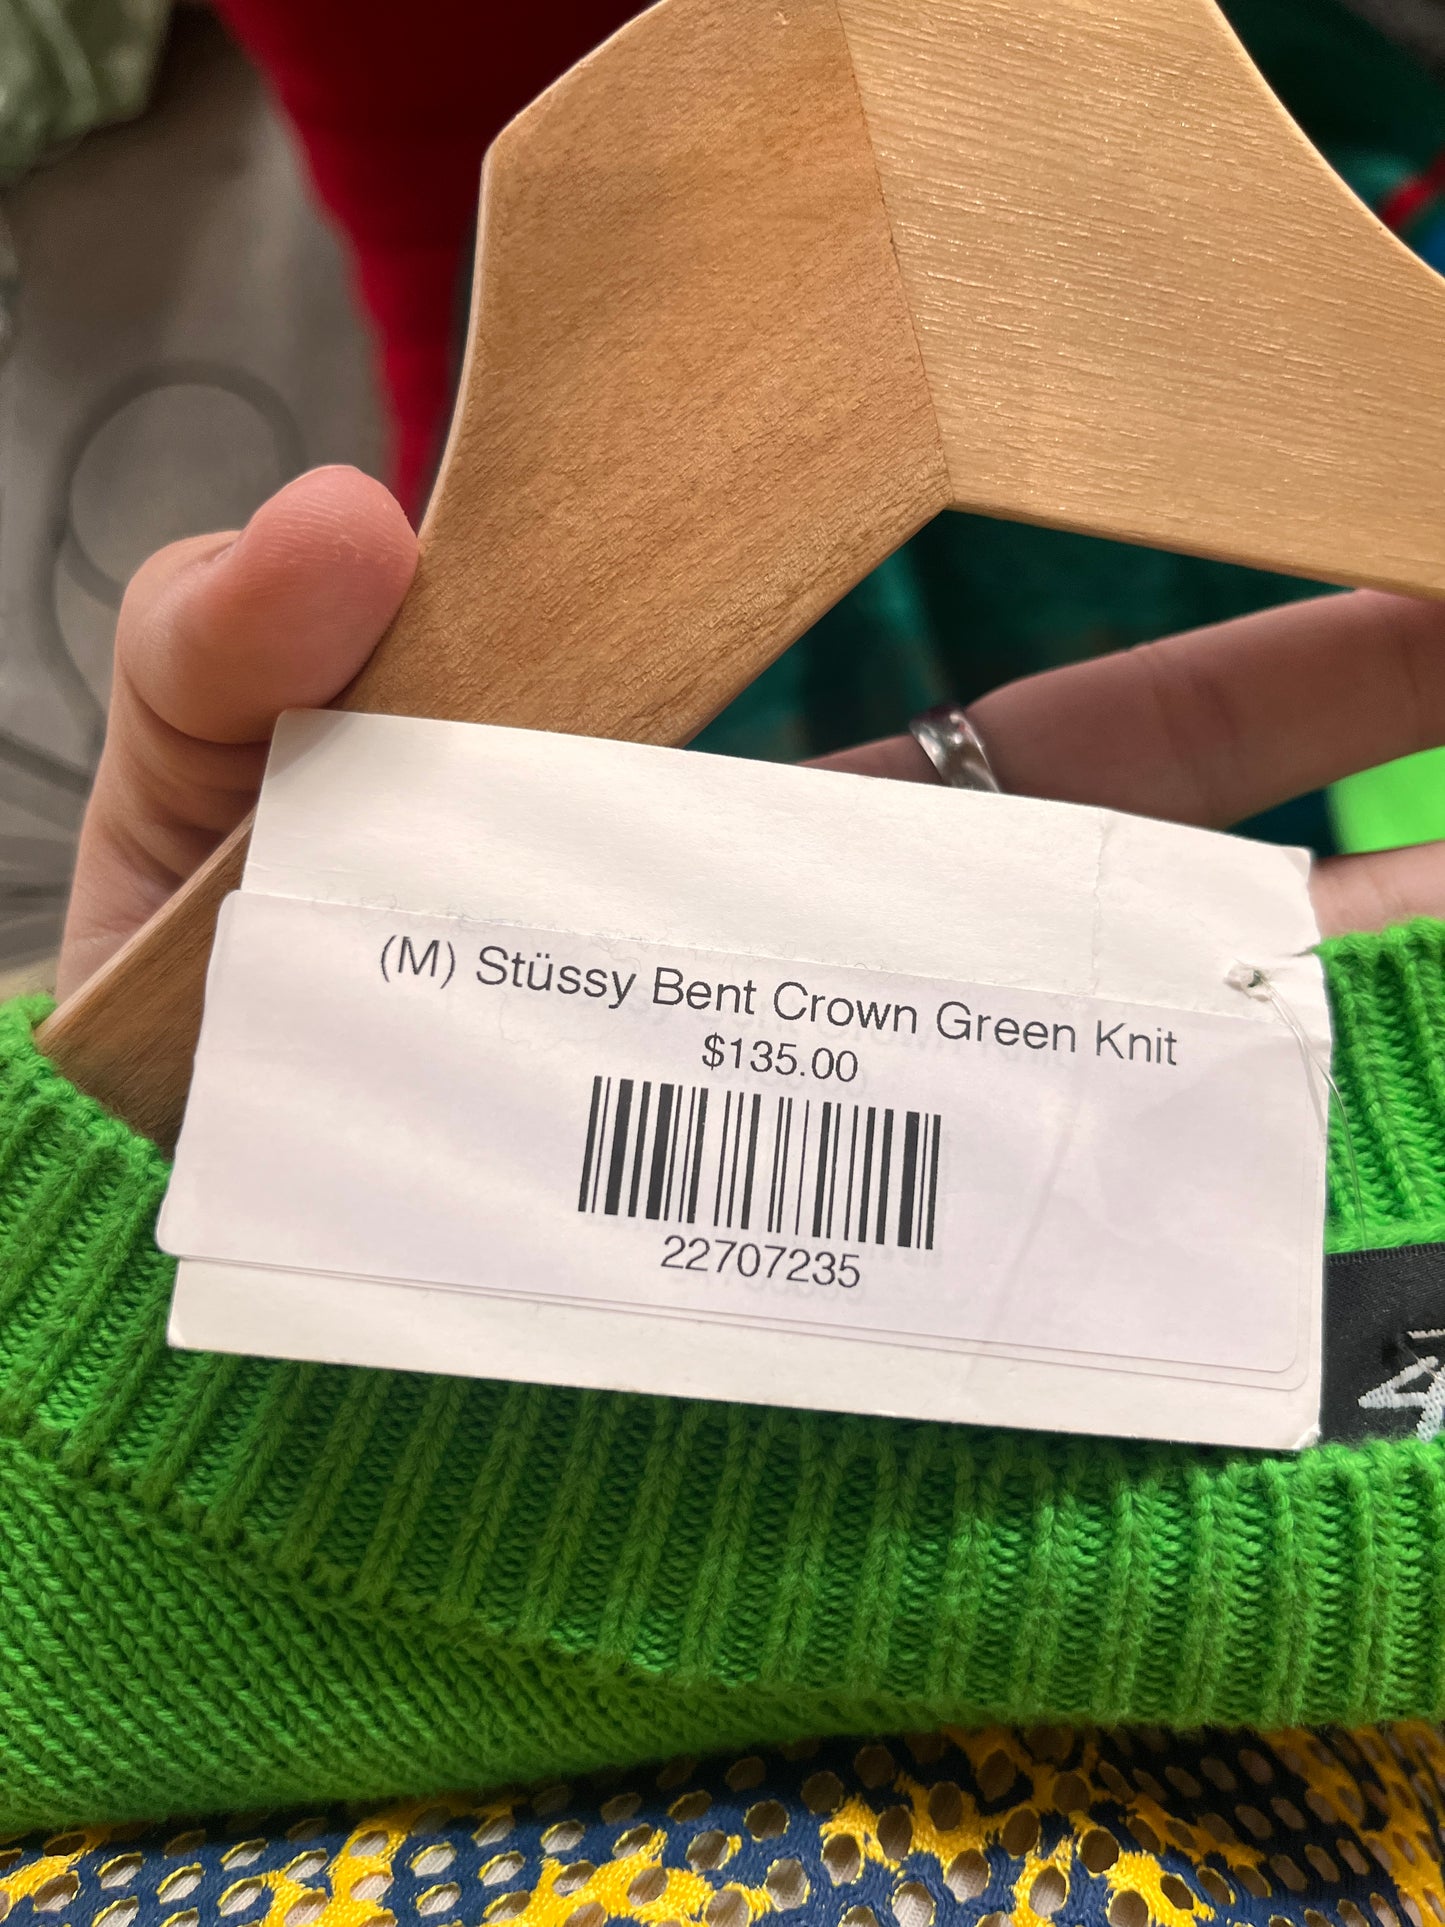 (M) Stüssy Bent Crown Green Knit
$135.00
22707235